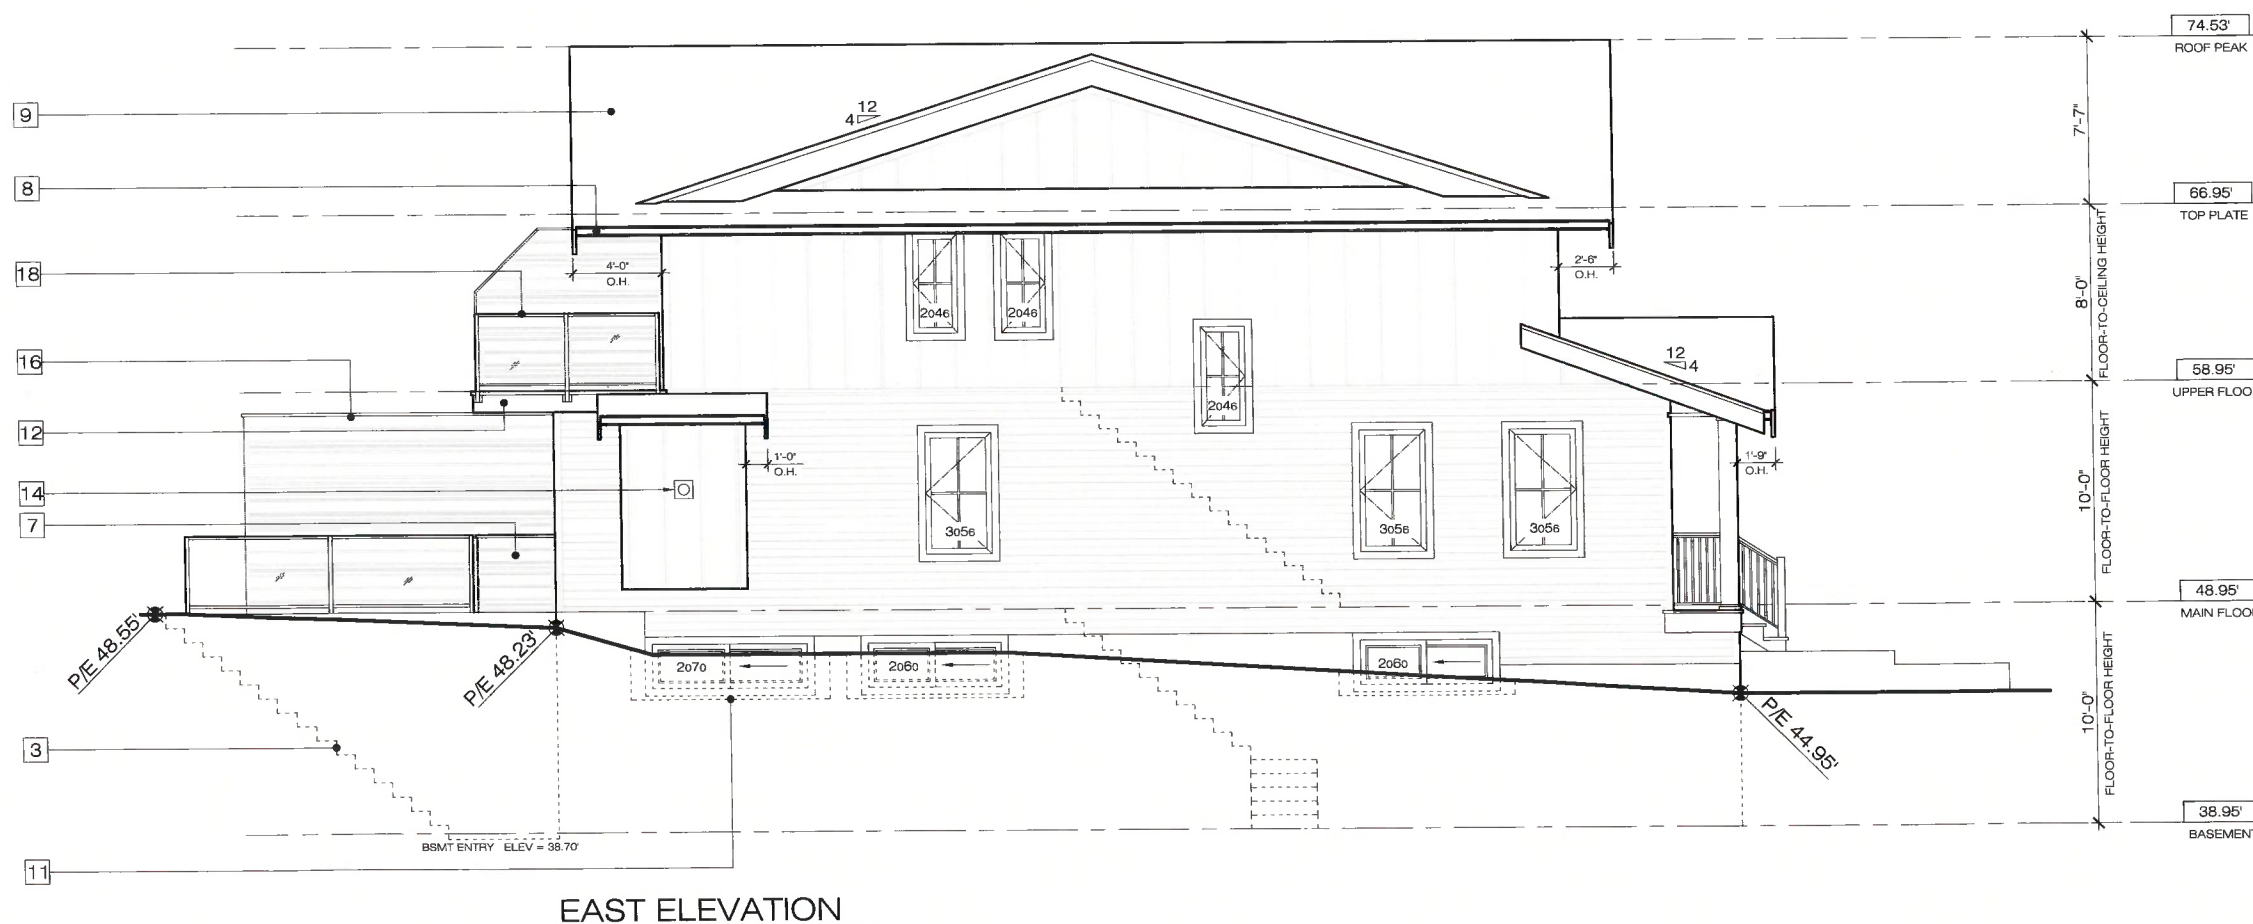 74.53'
ROOF PEAK
9
12
4
7'-7"
8
66.95'
TOP PLATE
18
4'-0"
O.H.
2'-6"
O.H.
8'-0"
FLOOR-TO-CEILING HEIGHT
2046
2046
16
12
4
58.95'
UPPER FLOO
12
2046
1'-0"
O.H.
1'-9"
O.H.
14
10'-0"
FLOOR-TO-FLOOR HEIGHT
7
3056
3056
3056
48.95'
MAIN FLOO
P/E 48.55'
P/E 48.23'
2070
2060
2060
P/E 44.95'
10'-0"
FLOOR-TO-FLOOR HEIGHT
3
38.95'
BASEMENT
BSMT ENTRY ELEV = 38.70'
11
EAST ELEVATION